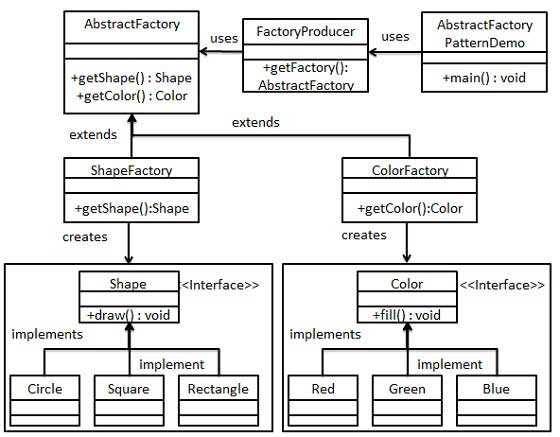 AbstractFactory
+getShape() : Shape
+getColor() : Color
uses
FactoryProducer
+getFactory():
AbstractFactory
uses
AbstractFactory
PatternDemo
+main() : void
extends
extends
ShapeFactory
+getShape():Shape
ColorFactory
+getColor():Color
creates
creates
Shape
<<Interface>>
+draw() : void
implements
implement
Circle
Square
Rectangle
Color
<<Interface>>
+fill() : void
implements
implement
Red
Green
Blue